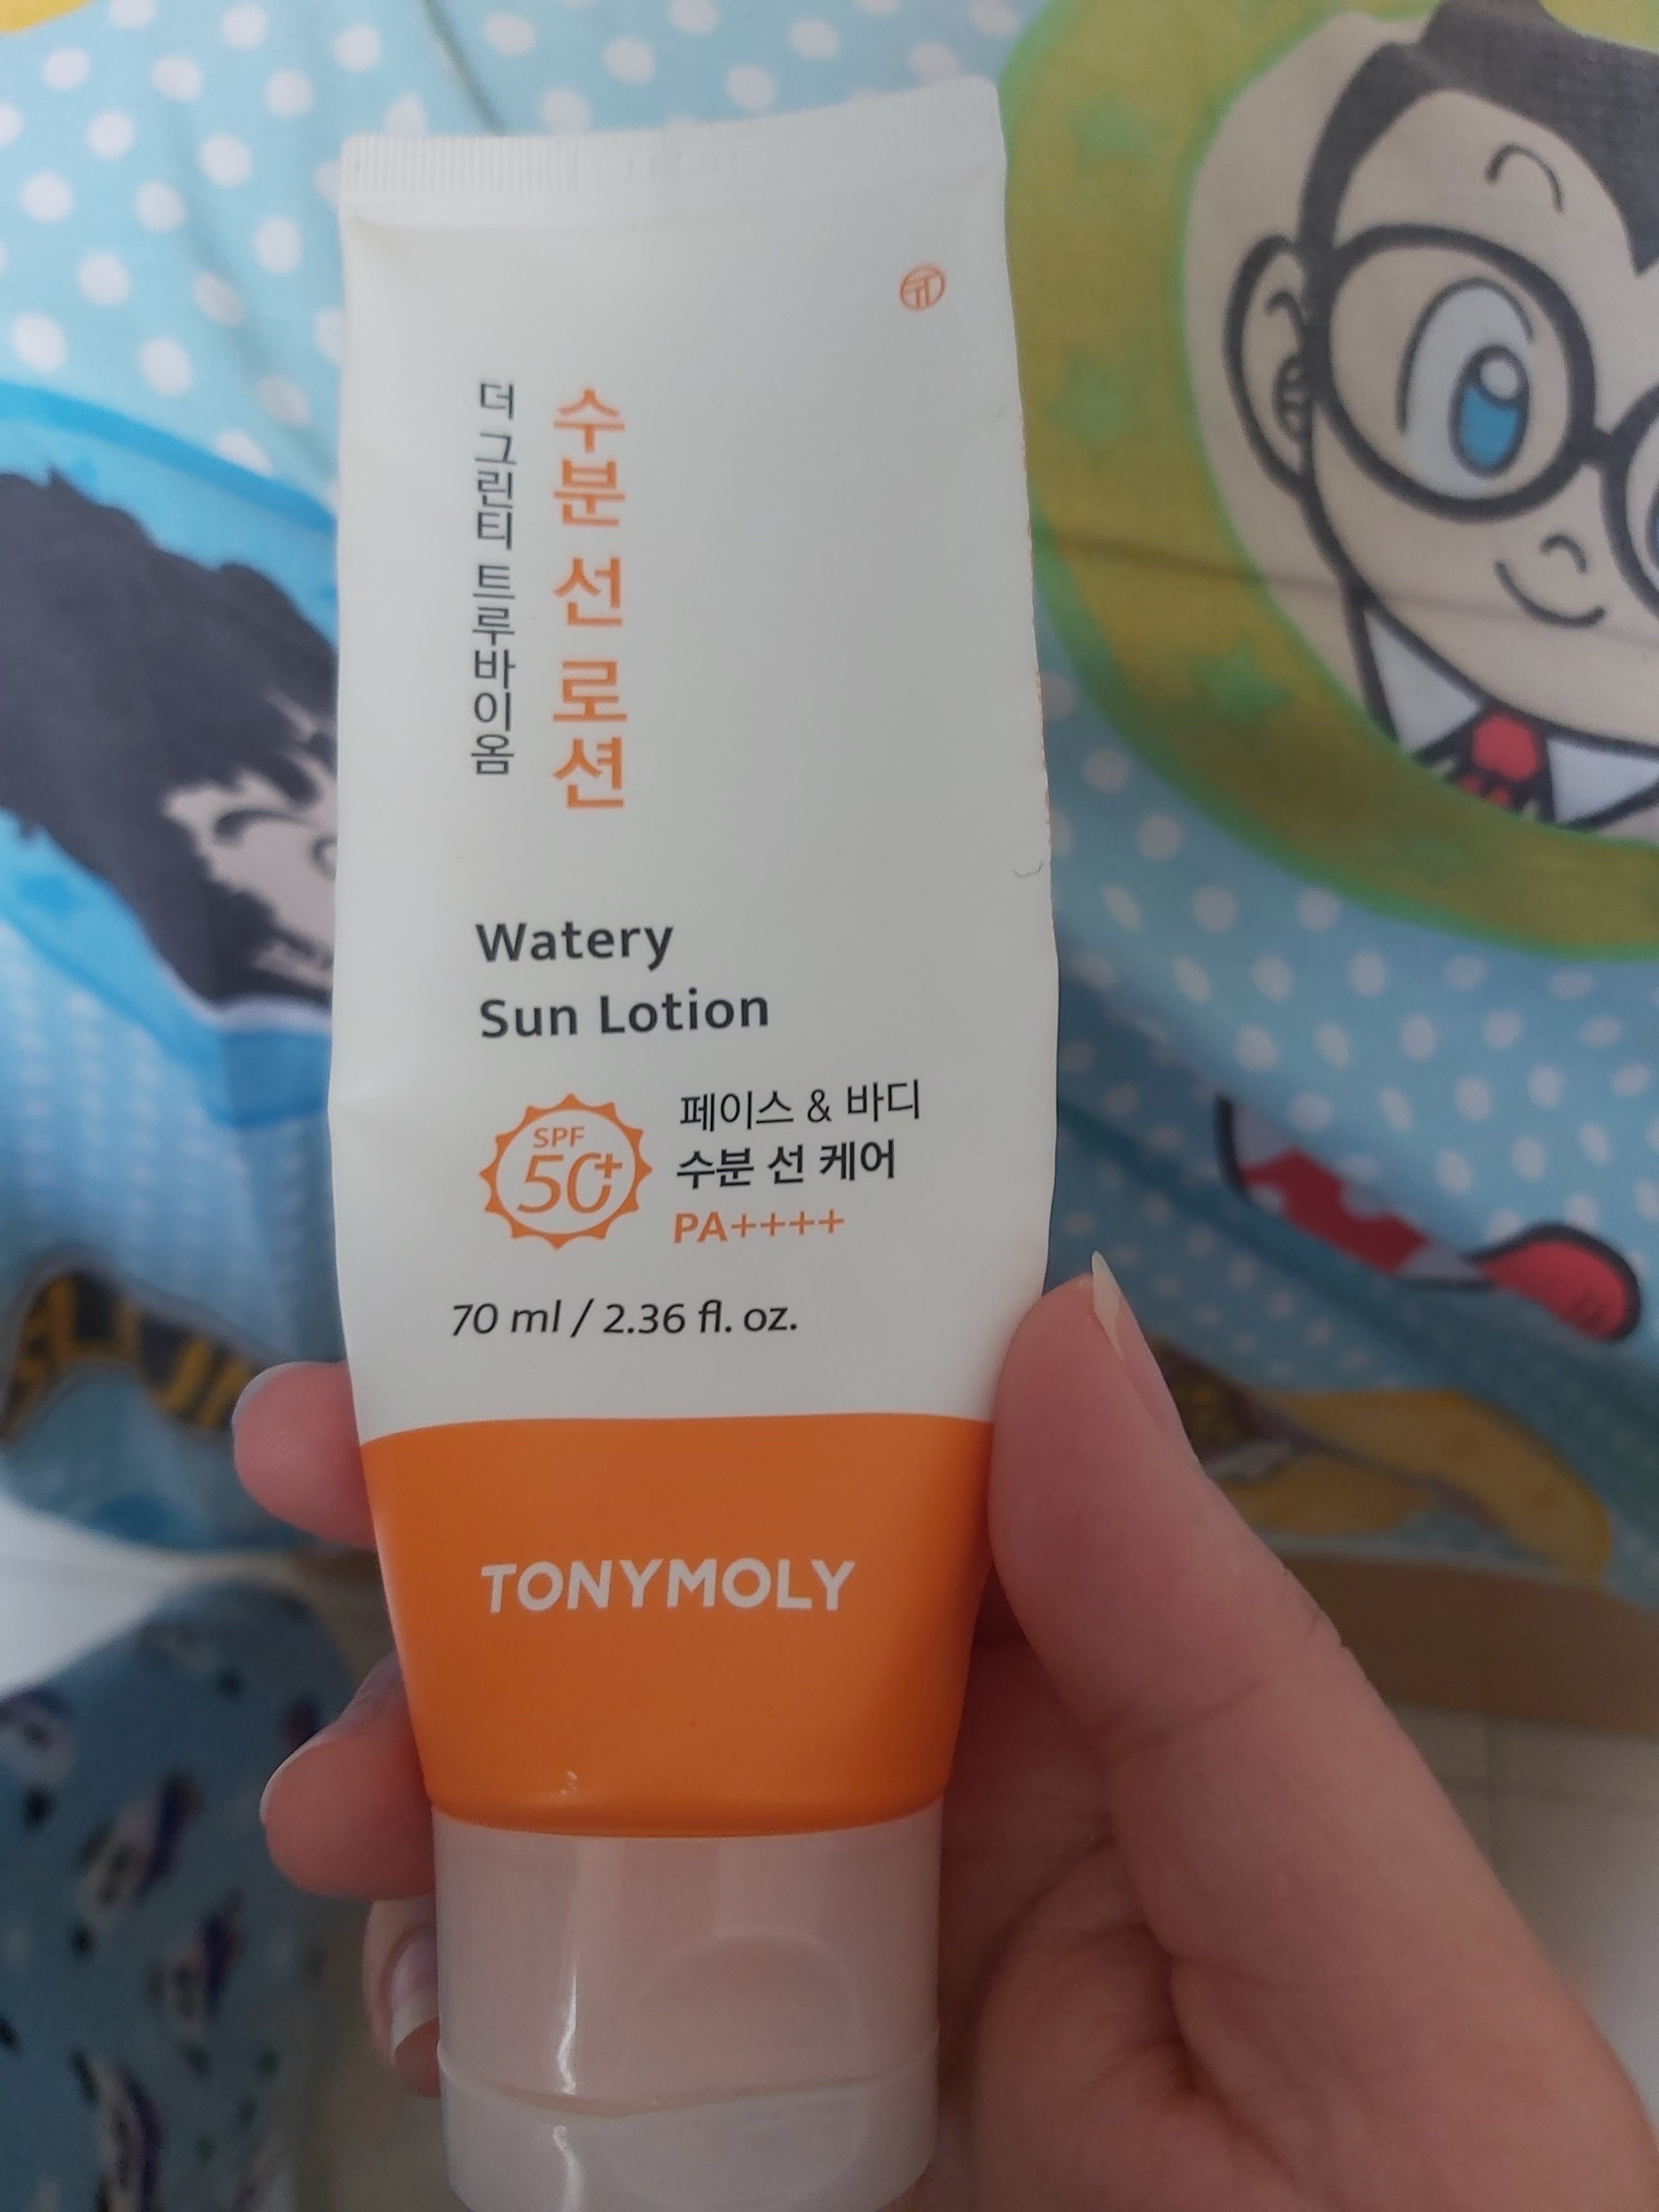 더 그린티 트루바이옴
수분 선 로션
Watery
Sun Lotion
SPF
50+
페이스 & 바디
수분 선 케어
PA++++
70 ml / 2.36 fl. oz.
TONYMOLY